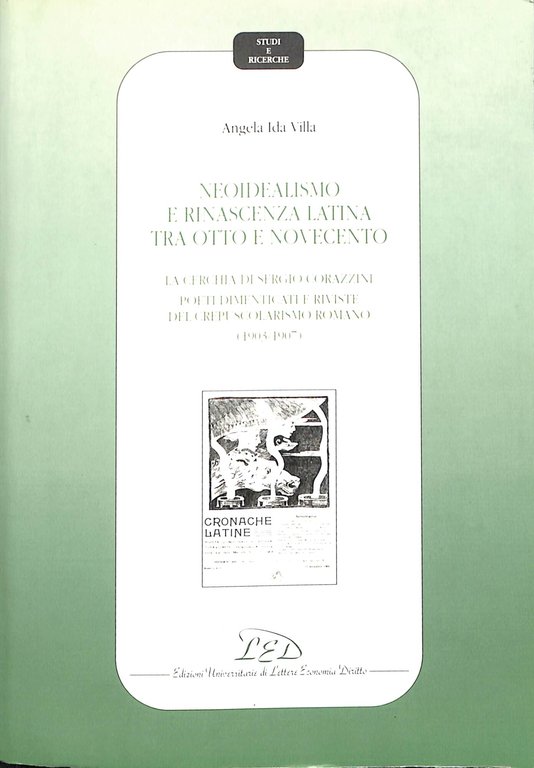 STUDI
E
RICERCHE
Angela Ida Villa
NEOIDEALISMO
E RINASCENZA LATINA
TRA OTTO E NOVECENTO
LA CERCHIA DI SERGIO CORAZZINI
POETI DIMENTICATI E RIVISTE
DEL CREPUSCOLARISMO ROMANO
(1903-1907)
CRONACHE
LATINE
LED
Edizioni Universitarie di Lettere Economia Diritto